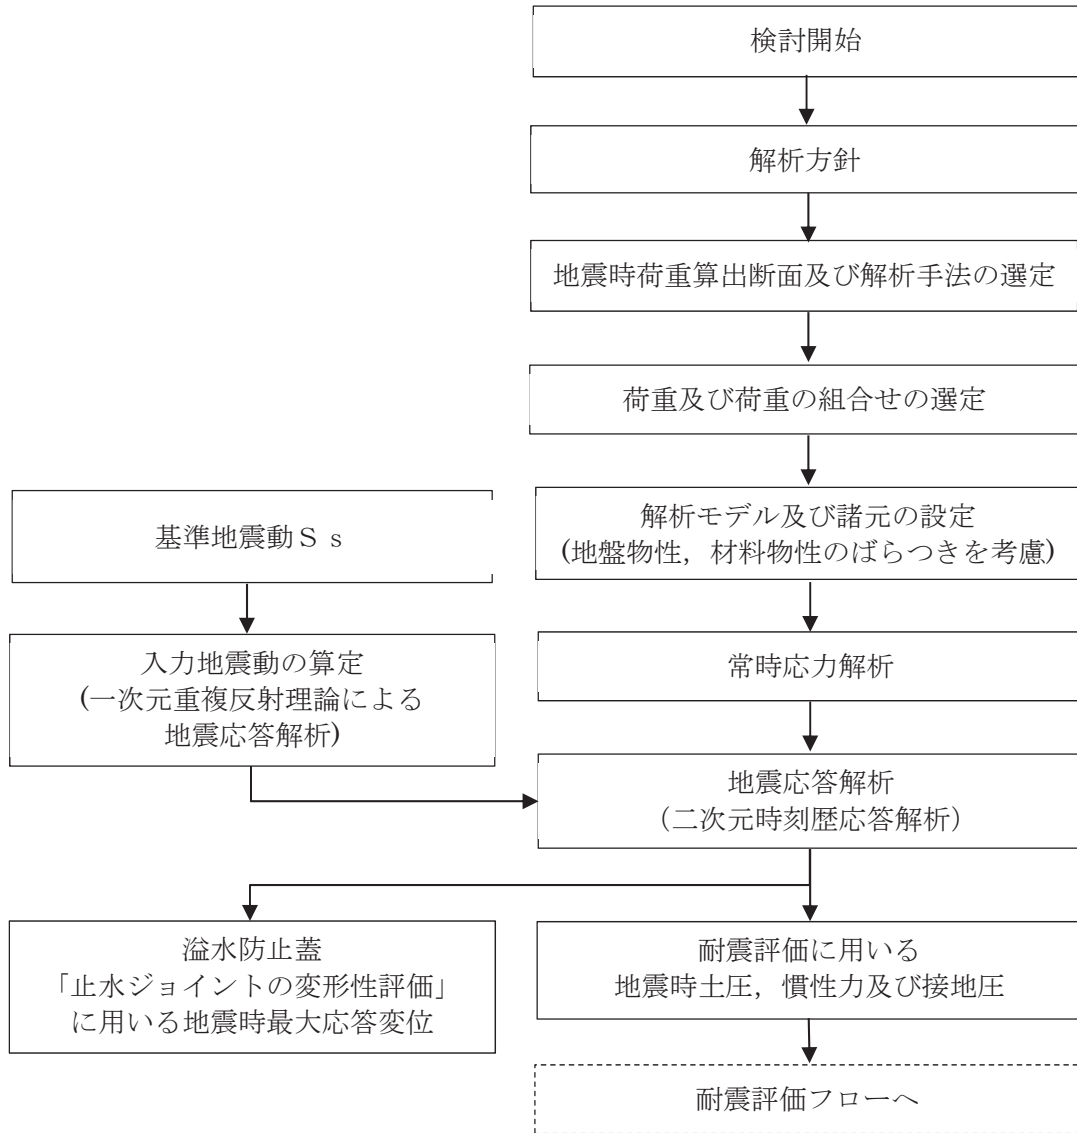 検討開始
解析方針
地震時荷重算出断面及び解析手法の選定
荷重及び荷重の組合せの選定
解析モデル及び諸元の設定
(地盤物性，材料物性のばらつきを考慮)
基準地震動Ｓｓ
入力地震動の算定
(一次元重複反射理論による
地震応答解析)
常時応力解析
地震応答解析
（二次元時刻歴応答解析）
溢水防止蓋
「止水ジョイントの変形性評価」
に用いる地震時最大応答変位
耐震評価に用いる
地震時土圧，慣性力及び接地圧
耐震評価フローへ